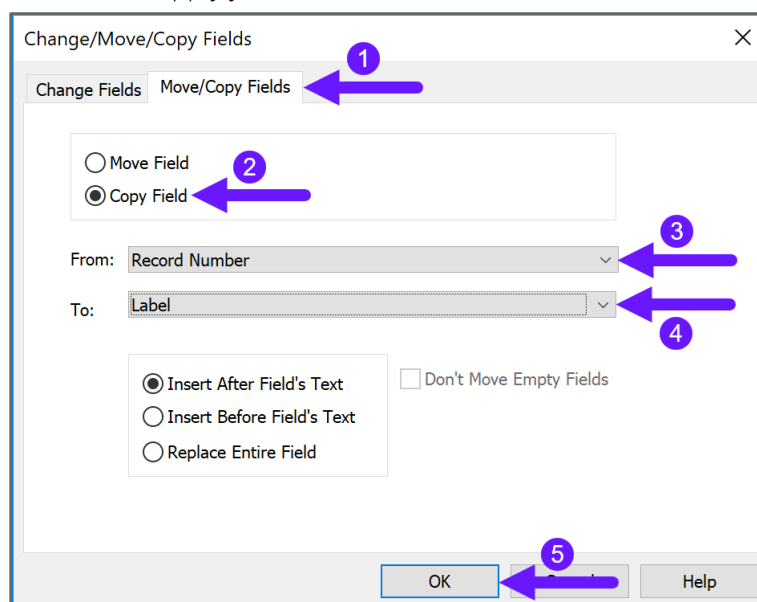 Change/Move/Copy Fields
1
Change Fields Move/Copy Fields
Move Field
2
Copy Field
3
From: Record Number
To: Label
4
Insert After Field's Text
Don't Move Empty Fields
Insert Before Field's Text
Replace Entire Field
5
OK
Help